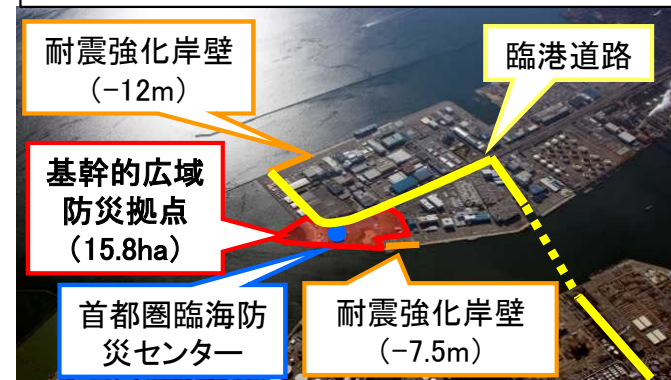 耐震強化岸壁
(-12m)
臨港道路
基幹的広域
防災拠点
(15.8ha)
首都圏臨海防
災センター
耐震強化岸壁
(-7.5m)